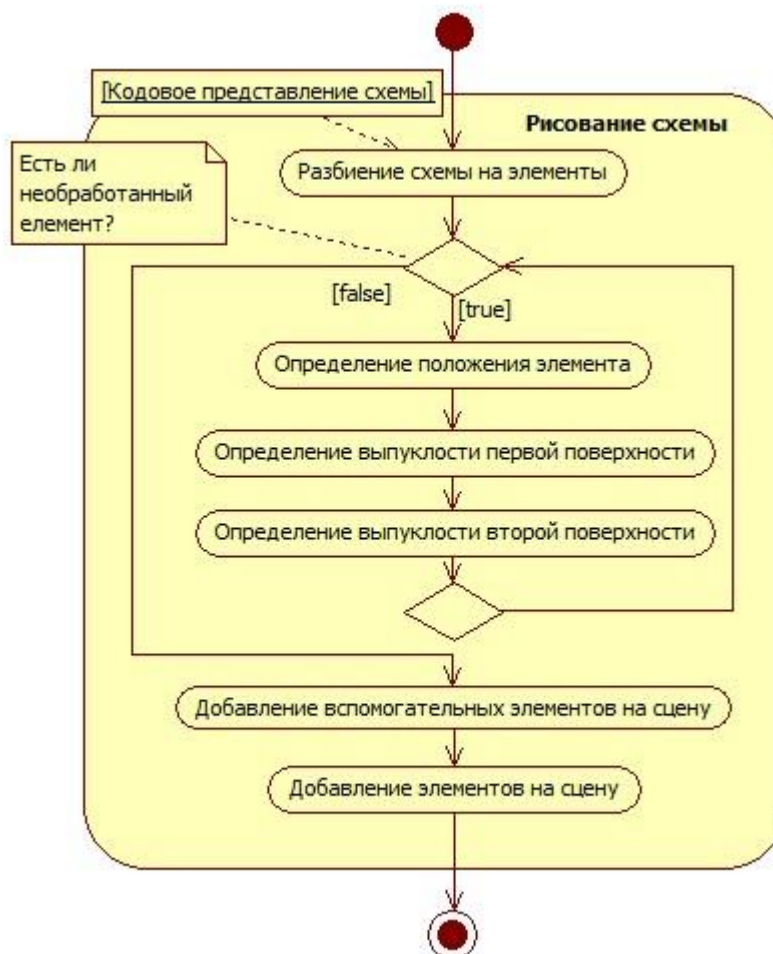 [Кодовое представление схемы]
Рисование схемы
Есть ли
необработанный
елемент?
Разбиение схемы на элементы
[false]
[true]
Определение положения элемента
Определение выпуклости первой поверхности
Определение выпуклости второй поверхности
Добавление вспомогательных элементов на сцену
Добавление элементов на сцену